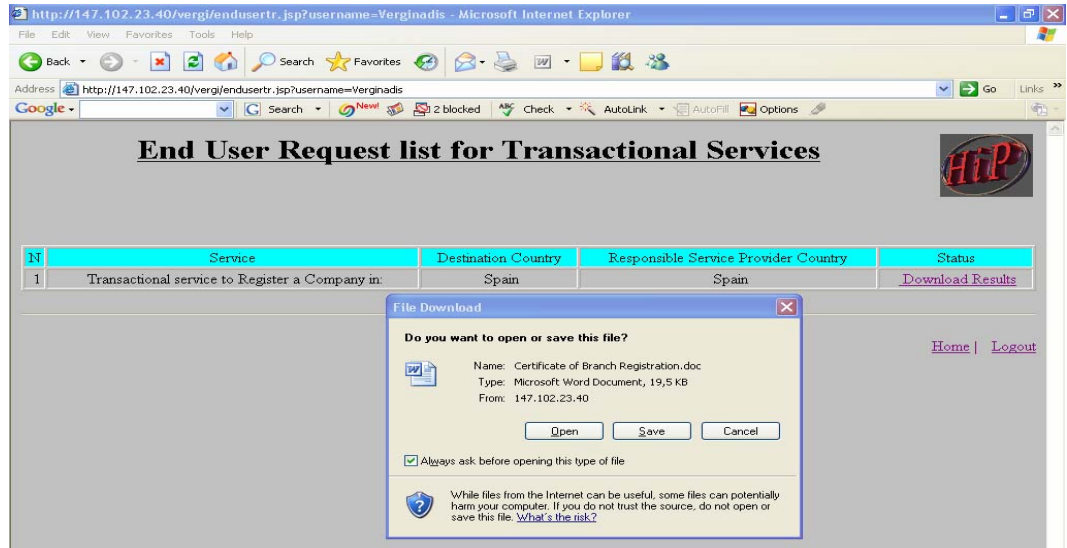 http://147.102.23.40/vergi/endusertr.jsp?username=Verginadis - Microsoft Internet Explorer
File Edit View Favorites Tools Help
Back Search Favorites
Address http://147.102.23.40/vergi/endusertr.jsp?username=Verginadis Go Links »
Google Search New! 2 blocked ABC Check AutoLink AutoFill Options
End User Request list for Transactional Services
HiP
N Service Destination Country Responsible Service Provider Country Status
1 Transactional service to Register a Company in: Spain Spain Download Results
File Download
Do you want to open or save this file?
Name: Certificate of Branch Registration.doc
Type: Microsoft Word Document, 19,5 KB
From: 147.102.23.40
Home | Logout
Open Save Cancel
Always ask before opening this type of file
While files from the Internet can be useful, some files can potentially
harm your computer. If you do not trust the source, do not open or
save this file. What's the risk?